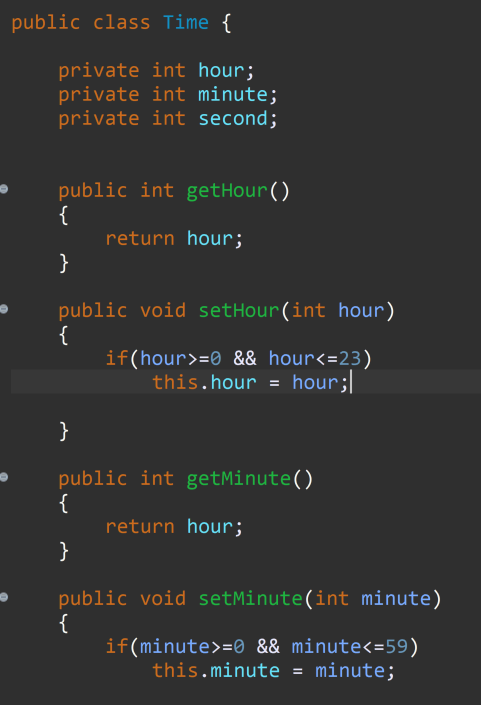 public class Time {
private int hour;
private int minute;
private int second;
public int getHour()
{
return hour;
}
public void setHour(int hour)
{
if(hour>=0 && hour<=23)
this.hour = hour;
}
public int getMinute()
{
return hour;
}
public void setMinute(int minute)
{
if(minute>=0 && minute<=59)
this.minute = minute;